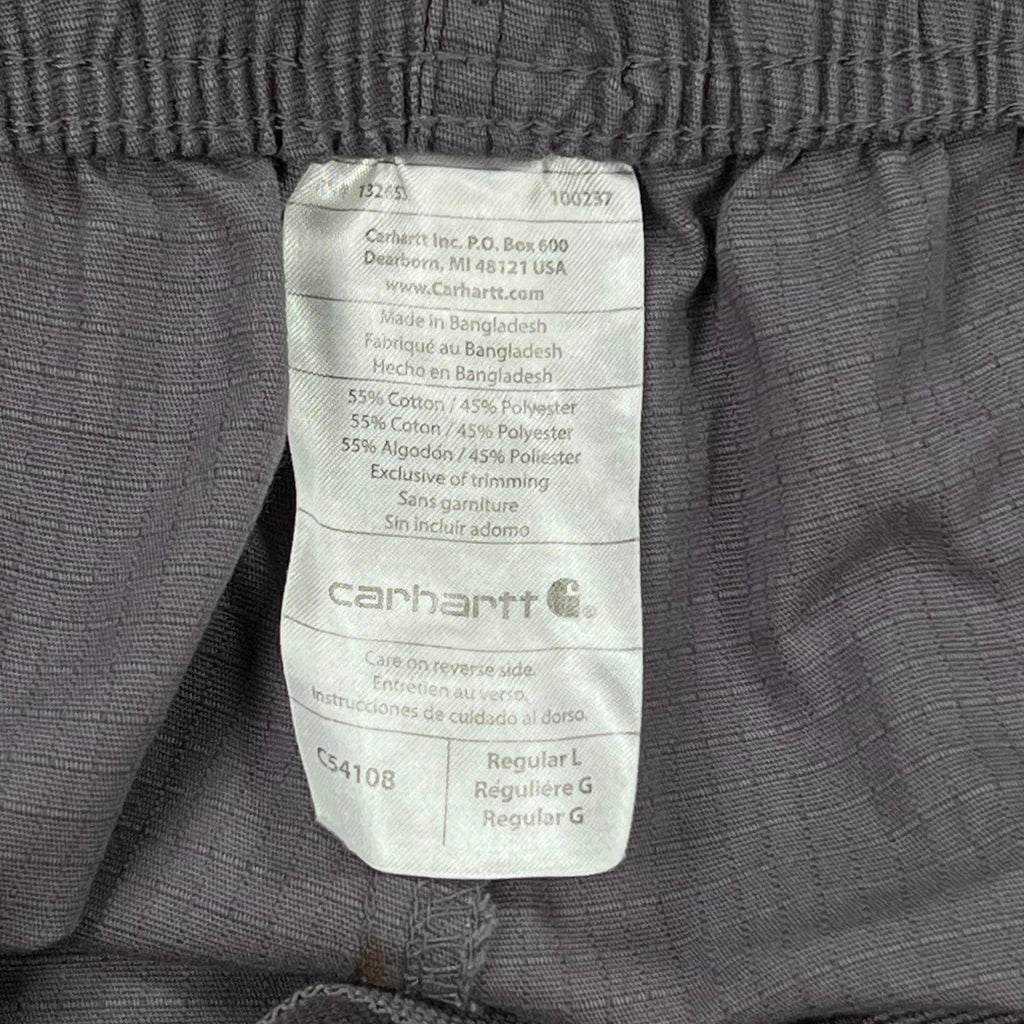 100237
Carhartt Inc. P.O. Box 600
Dearborn, MI 48121 USA
www.Carhartt.com
Made in Bangladesh
Fabriqué au Bangladesh
Hecho en Bangladesh
55% Cotton / 45% Polyester
55% Coton / 45% Polyester
55% Algodón / 45% Poliester
Exclusive of trimming
Sans garniture
Sin incluir adorno
carhartt ®
Care on reverse side.
Entretien au verso.
Instrucciones de cuidado al dorso.
C54108
Regular L
Régulière G
Regular G